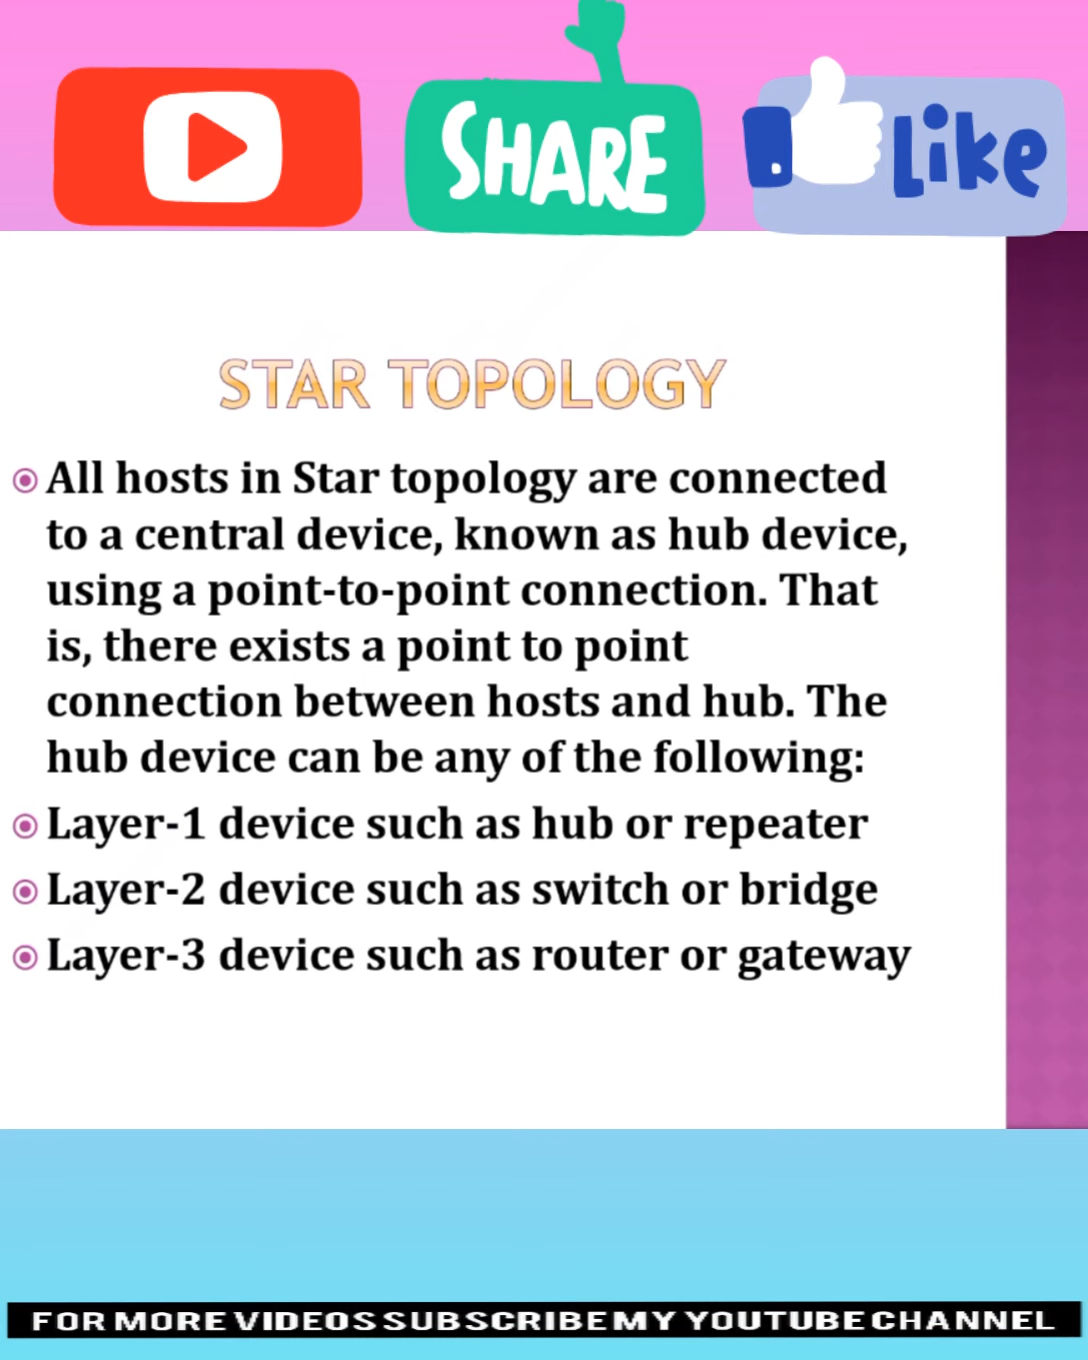 SHARE
Like
STAR TOPOLOGY
All hosts in Star topology are connected
to a central device, known as hub device,
using a point-to-point connection. That
is, there exists a point to point
connection between hosts and hub. The
hub device can be any of the following:
Layer-1 device such as hub or repeater
Layer-2 device such as switch or bridge
Layer-3 device such as router or gateway
FOR MORE VIDEOS SUBSCRIBE MY YOUTUBE CHANNEL